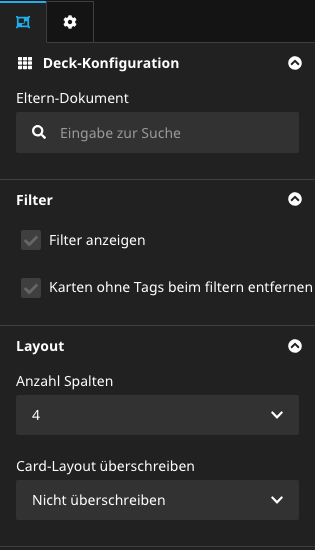 Deck-Konfiguration
Eltern-Dokument
Eingabe zur Suche
Filter
Filter anzeigen
Karten ohne Tags beim filtern entfernen
Layout
Anzahl Spalten
4
Card-Layout überschreiben
Nicht überschreiben